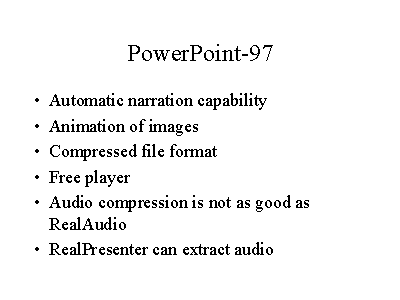 PowerPoint-97
• Automatic narration capability
• Animation of images
• Compressed file format
• Free player
• Audio compression is not as good as
RealAudio
• RealPresenter can extract audio